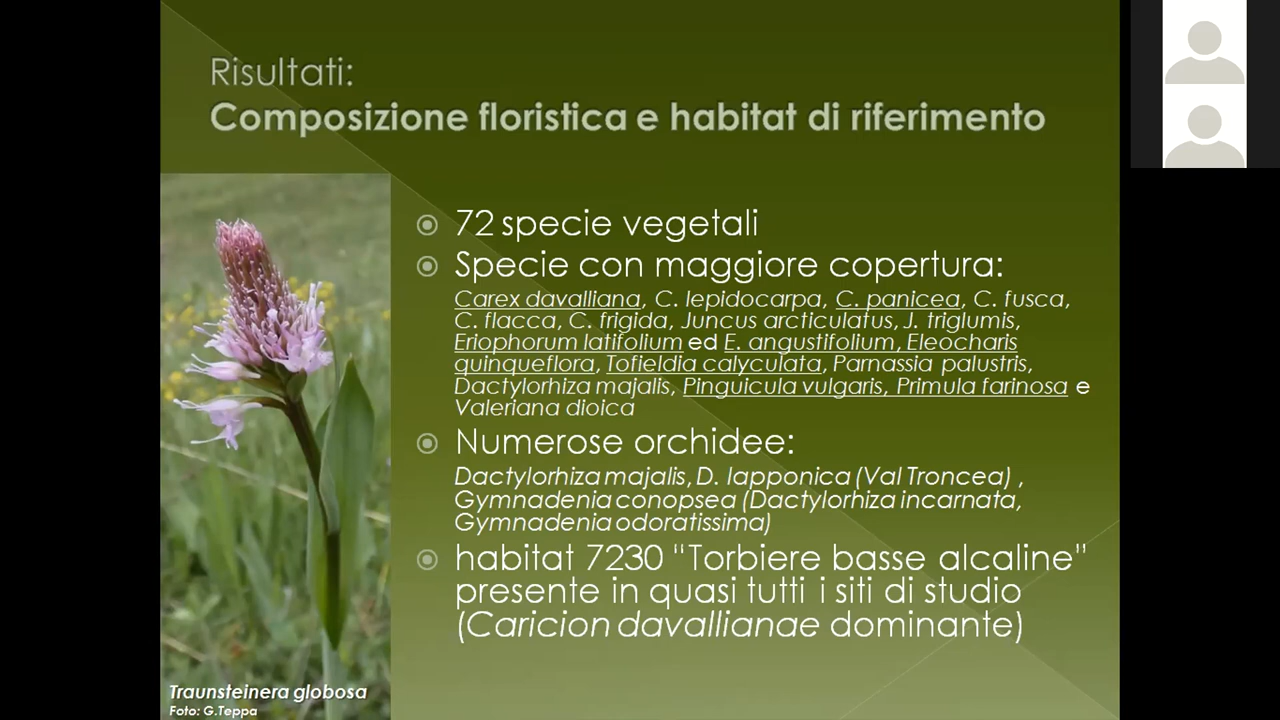 Risultati:
Composizione floristica e habitat di riferimento
72 specie vegetali
Specie con maggiore copertura:
Carex davalliana, C. lepidocarpa, C. panicea, C. fusca,
C. flacca, C. frigida, Juncus arcticulatus, J. triglumis,
Eriophorum latifolium ed E. angustifolium, Eleocharis
quinqueflora, Tofieldia calyculata, Parnassia palustris,
Dactylorhiza majalis, Pinguicula vulgaris, Primula farinosa e
Valeriana dioica
Numerose orchidee:
Dactylorhiza majalis, D. lapponica (Val Troncea) ,
Gymnadenia conopsea (Dactylorhiza incarnata,
Gymnadenia odoratissima)
habitat 7230 "Torbiere basse alcaline"
presente in quasi tutti i siti di studio
(Caricion davallianae dominante)
Traunsteinera globosa
Foto: G.Teppa